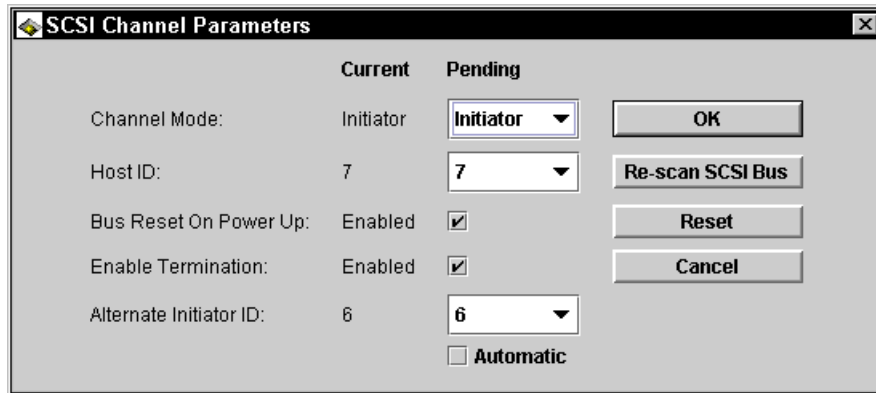 SCSI Channel Parameters
Current Pending
Channel Mode: Initiator Initiator OK
Host ID: 7 7 Re-scan SCSI Bus
Bus Reset On Power Up: Enabled Reset
Enable Termination: Enabled Cancel
Alternate Initiator ID: 6 6
Automatic